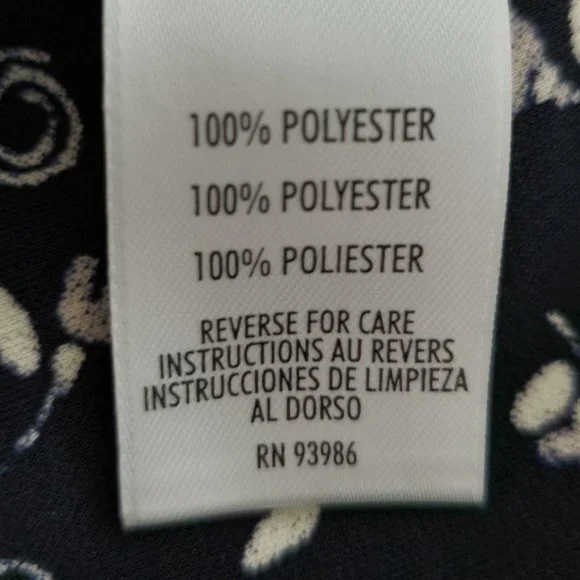 100% POLYESTER
100% POLYESTER
100% POLIESTER
REVERSE FOR CARE
INSTRUCTIONS AU REVERS
INSTRUCCIONES DE LIMPIEZA
AL DORSO
RN 93986